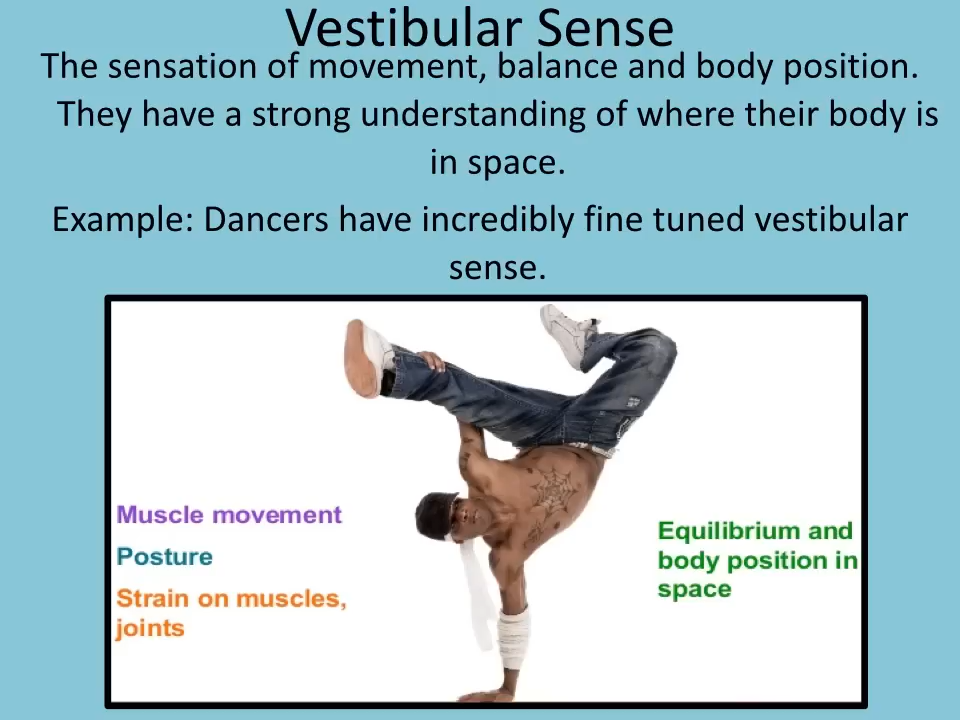 Vestibular Sense
The sensation of movement, balance and body position.
They have a strong understanding of where their body is
in space.
Example: Dancers have incredibly fine tuned vestibular
sense.
Muscle movement
Posture
Strain on muscles,
joints
Equilibrium and
body position in
space